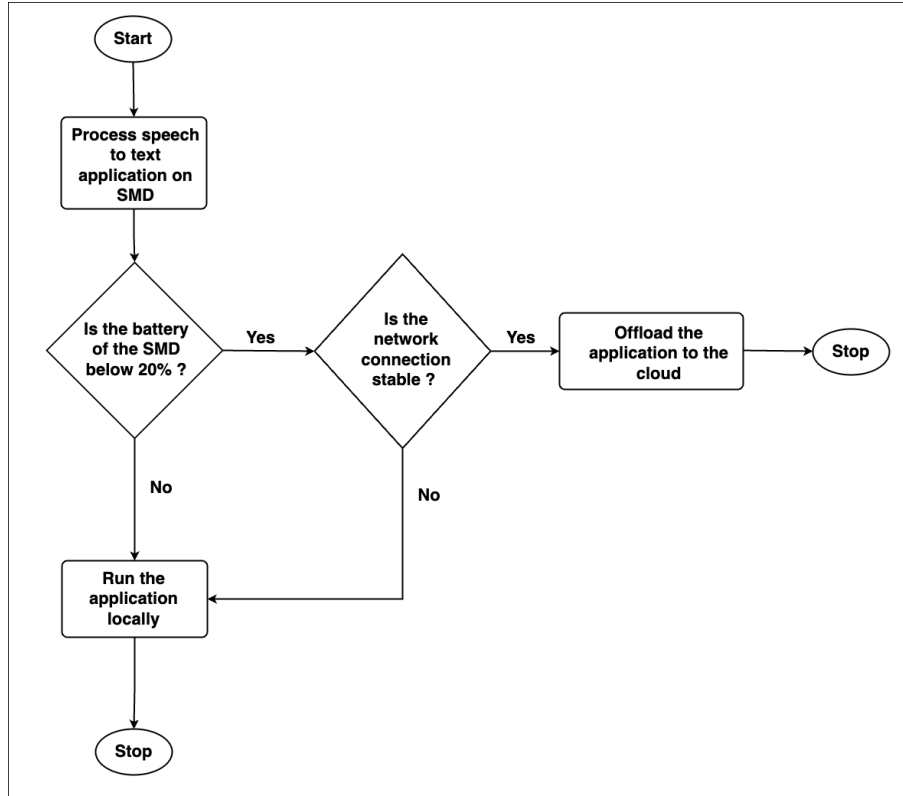 Start
Process speech
to text
application on
SMD
Is the battery
of the SMD
below 20% ?
Yes
Is the
network
connection
stable ?
Yes
Offload the
application to the
cloud
Stop
No
No
Run the
application
locally
Stop